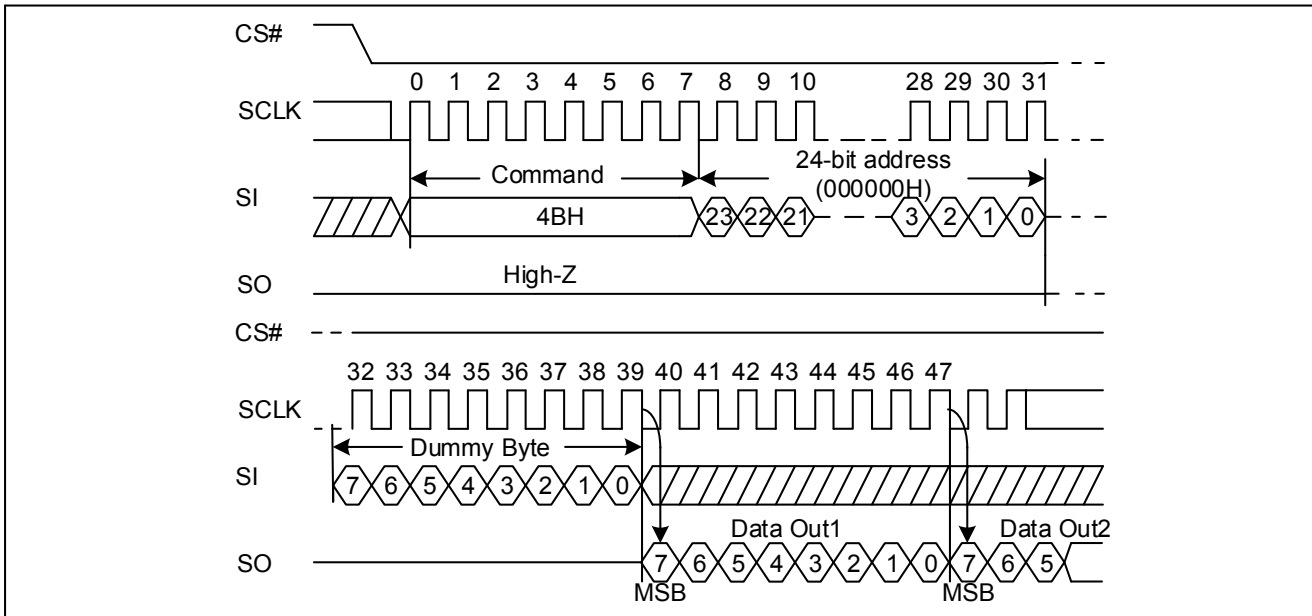 CS#
0 1 2 3 4 5 6 7 8 9 10 28 29 30 31
SCLK
Command
24-bit address
(000000H)
SI
4BH
23 22 21 3 2 1 0
High-Z
SO
CS#
32 33 34 35 36 37 38 39 40 41 42 43 44 45 46 47
SCLK
Dummy Byte
SI
7 6 5 4 3 2 1 0
Data Out1 Data Out2
SO
7 6 5 4 3 2 1 0 7 6 5
MSB MSB